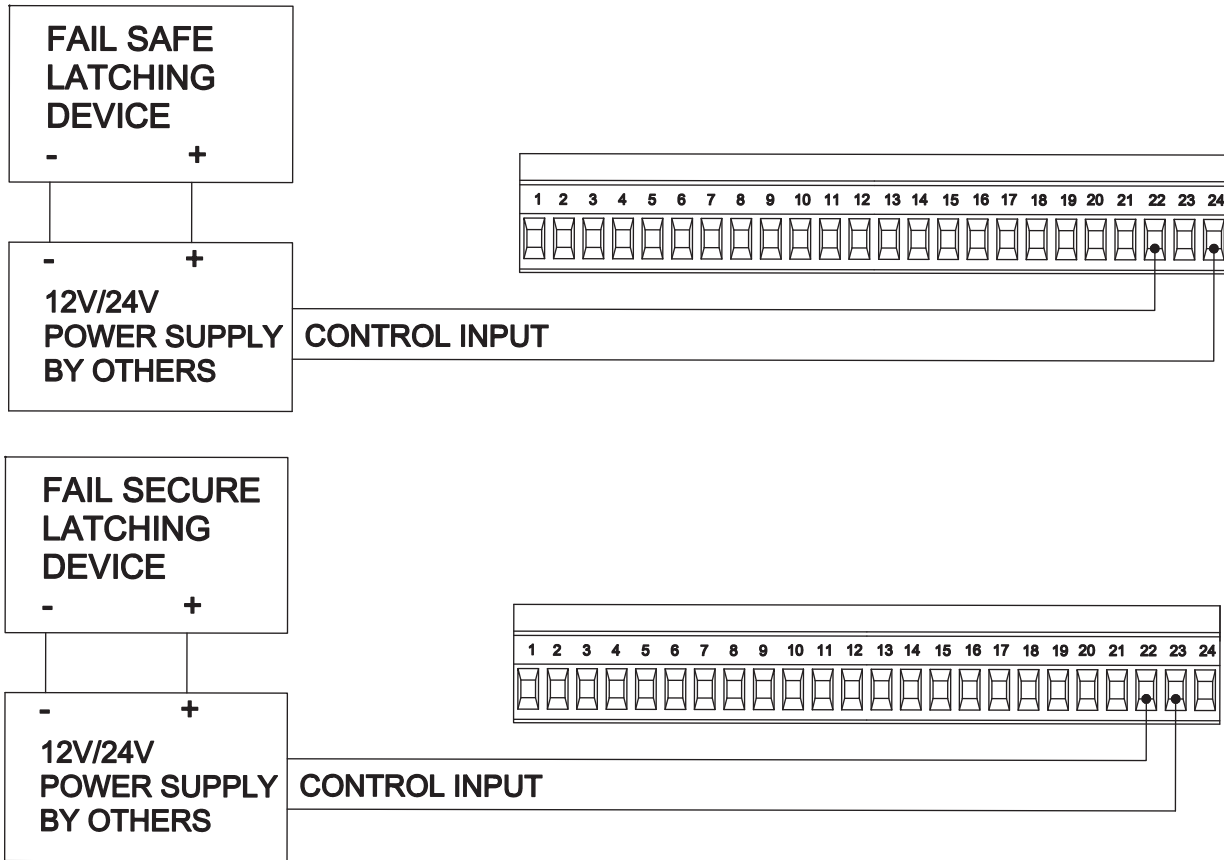 FAIL SAFE
LATCHING
DEVICE
- +
1 2 3 4 5 6 7 8 9 10 11 12 13 14 15 16 17 18 19 20 21 22 23 24
- +
12V/24V
POWER SUPPLY
BY OTHERS
CONTROL INPUT
FAIL SECURE
LATCHING
DEVICE
- +
1 2 3 4 5 6 7 8 9 10 11 12 13 14 15 16 17 18 19 20 21 22 23 24
- +
12V/24V
POWER SUPPLY
BY OTHERS
CONTROL INPUT